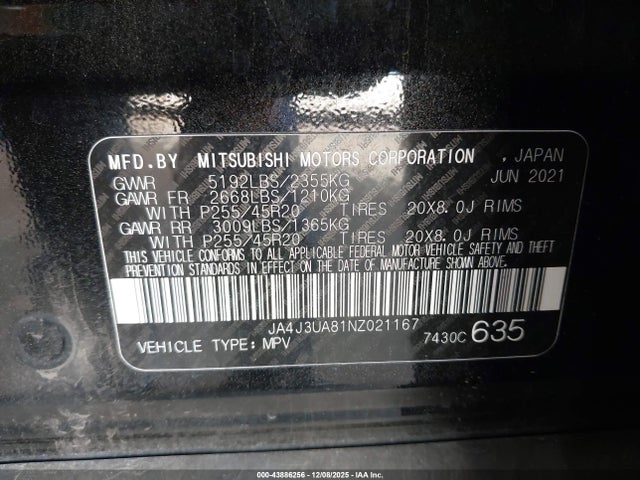 MFD.BY MITSUBISHI MOTORS CORPORATION , JAPAN
GVWR 5192LBS/2355KG JUN 2021
GAWR FR 2668LBS/1210KG
WITH P255/45R20 TIRES 20X8.0J RIMS
GAWR RR 3009LBS/1365KG
WITH P255/45R20 TIRES 20X8.0J RIMS
THIS VEHICLE CONFORMS TO ALL APPLICABLE FEDERAL MOTOR VEHICLE SAFETY AND THEFT
PREVENTION STANDARDS IN EFFECT ON THE DATE OF MANUFACTURE SHOWN ABOVE.
JA4J3UA81NZ021167
VEHICLE TYPE: MPV 7430C 635
000-43886256 - 12/08/2025 - IAA Inc.